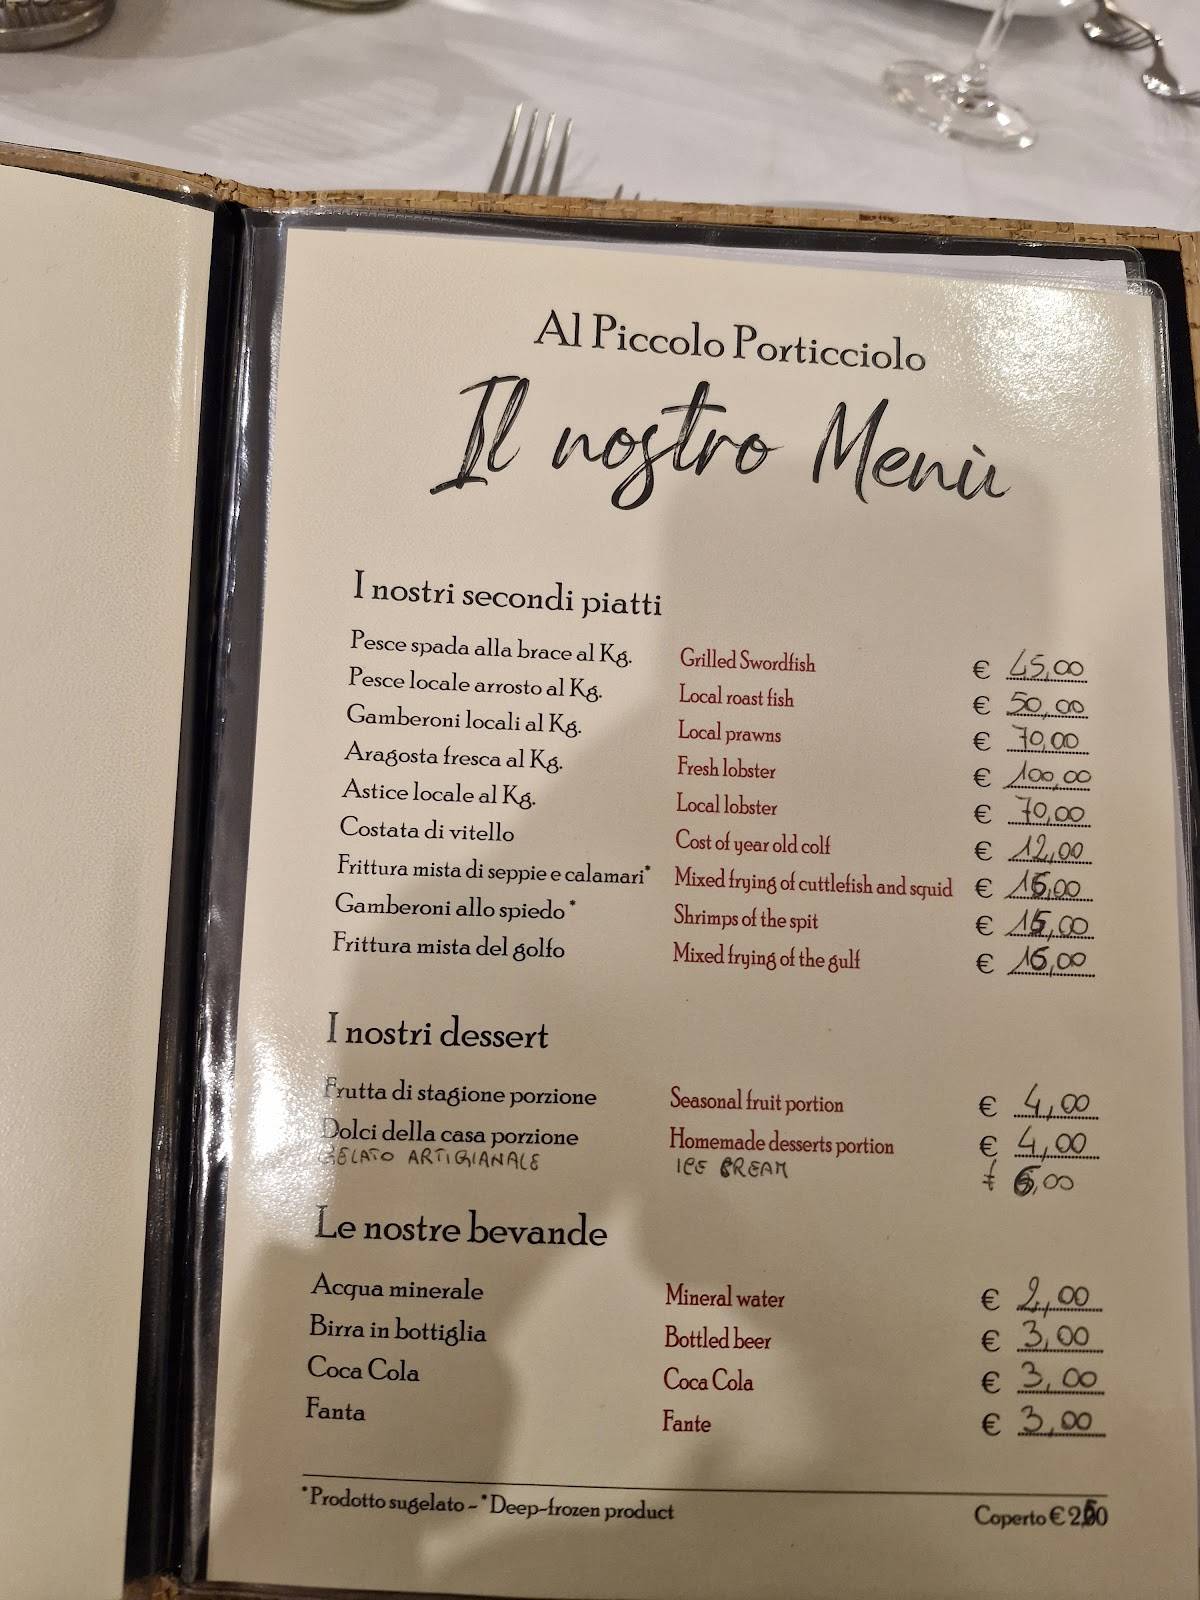 Al Piccolo Porticciolo
Il nostro Menù
I nostri secondi piatti
Pesce spada alla brace al Kg. Grilled Swordfish € 45,00
Pesce locale arrosto al Kg. Local roast fish € 50,00
Gamberoni locali al Kg. Local prawns € 70,00
Aragosta fresca al Kg. Fresh lobster € 100,00
Astice locale al Kg. Local lobster € 70,00
Costata di vitello Cost of year old colf € 12,00
Frittura mista di seppie e calamari* Mixed frying of cuttlefish and squid € 16,00
Gamberoni allo spiedo * Shrimps of the spit €
Frittura mista del golfo Mixed frying of the gulf € 16,00
I nostri dessert
Frutta di stagione porzione Seasonal fruit portion € 4,00
Dolci della casa porzione Homemade desserts portion € 4,00
GELATO ARTIGIANALE ICE CREAM €
Le nostre bevande
Acqua minerale Mineral water € 2,00
Birra in bottiglia Bottled beer € 3,00
Coca Cola Coca Cola € 3,00
Fanta Fante € 3,00
*Prodotto sugelato - *Deep-frozen product Coperto € 2,50